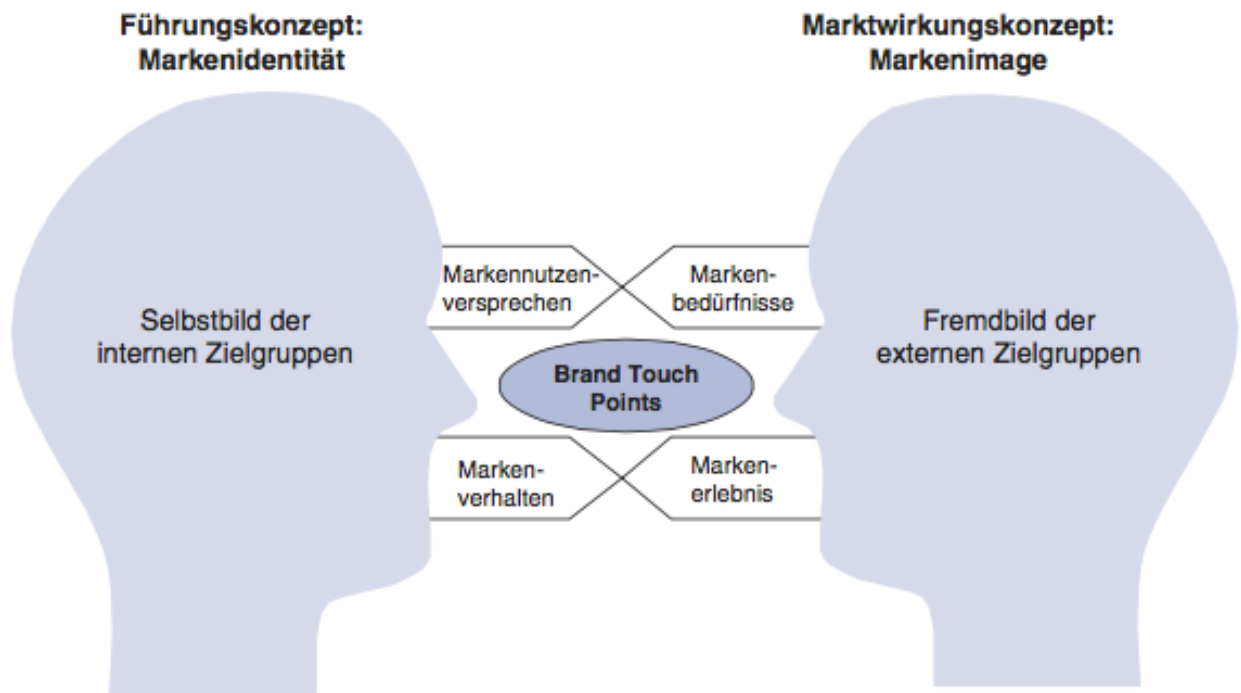 Führungskonzept:
Markenidentität
Marktwirkungskonzept:
Markenimage
Selbstbild der
internen Zielgruppen
Markennutzen-
versprechen
Marken-
bedürfnisse
Brand Touch
Points
Marken-
verhalten
Marken-
erlebnis
Fremdbild der
externen Zielgruppen